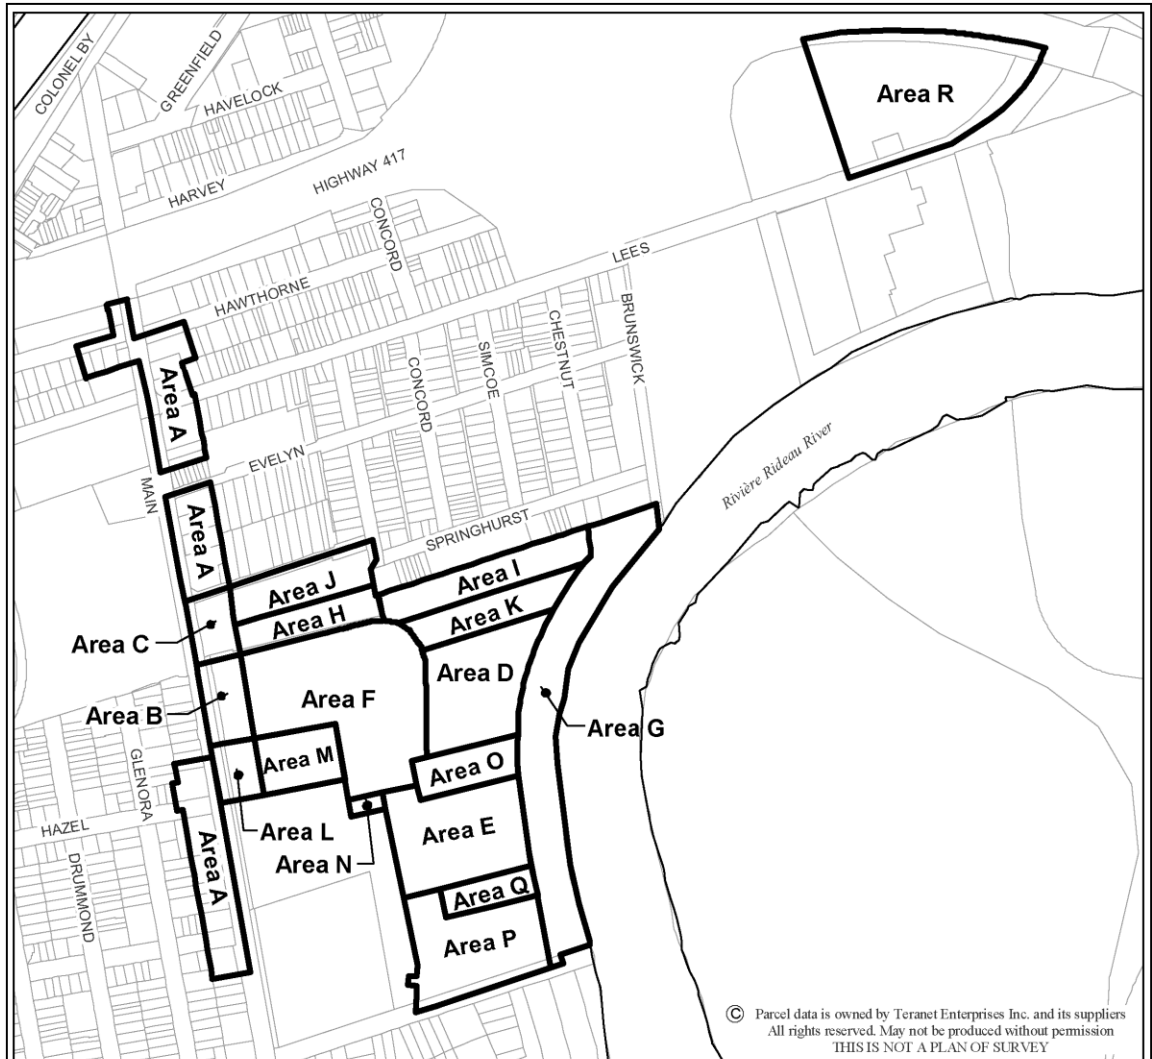 COLONEL BY
GREENFIELD
HAVELOCK
HARVEY
HIGHWAY 417
Area R
CONCORD
HAWTHORNE
LEES
BRUNSWICK
CHESTNUT
SIMCOE
CONCORD
Area A
EVELYN
MAIN
Rivière Rideau River
Area A
SPRINGHURST
Area J
Area I
Area H
Area K
Area C
Area D
Area F
Area B
Area G
GLENORA
Area M
Area O
HAZEL
Area L
Area E
Area N
Area A
DRUMMOND
Area Q
Area P
© Parcel data is owned by Teranet Enterprises Inc. and its suppliers
All rights reserved. May not be produced without permission
THIS IS NOT A PLAN OF SURVEY